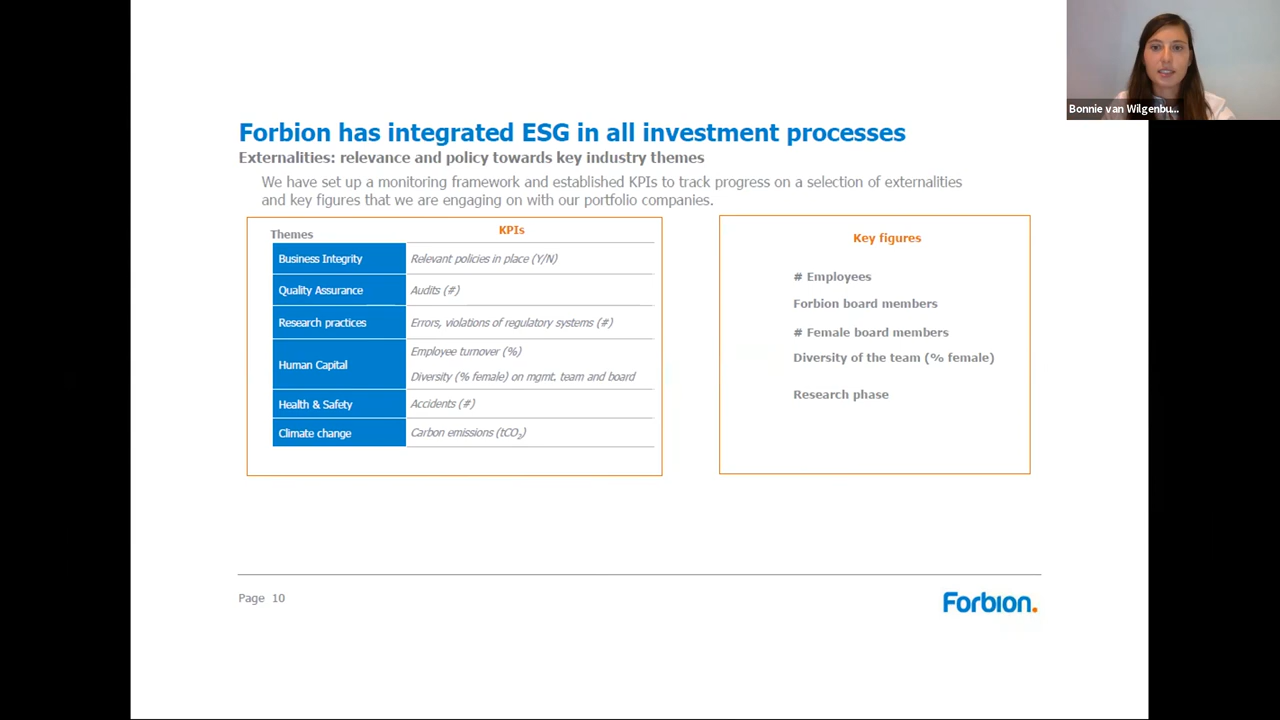 Forbion has integrated ESG in all investment processes
Externalities: relevance and policy towards key industry themes
We have set up a monitoring framework and established KPIs to track progress on a selection of externalities
and key figures that we are engaging on with our portfolio companies.
Themes KPIs
Business Integrity Relevant policies in place (Y/N)
Quality Assurance Audits (#)
Research practices Errors, violations of regulatory systems (#)
Human Capital Employee turnover (%)
Diversity (% female) on mgmt. team and board
Health & Safety Accidents (#)
Climate change Carbon emissions (tCO₂)
Key figures
# Employees
Forbion board members
# Female board members
Diversity of the team (% female)
Research phase
Page 10
Forbion.
Bonnie van Wilgenbu...